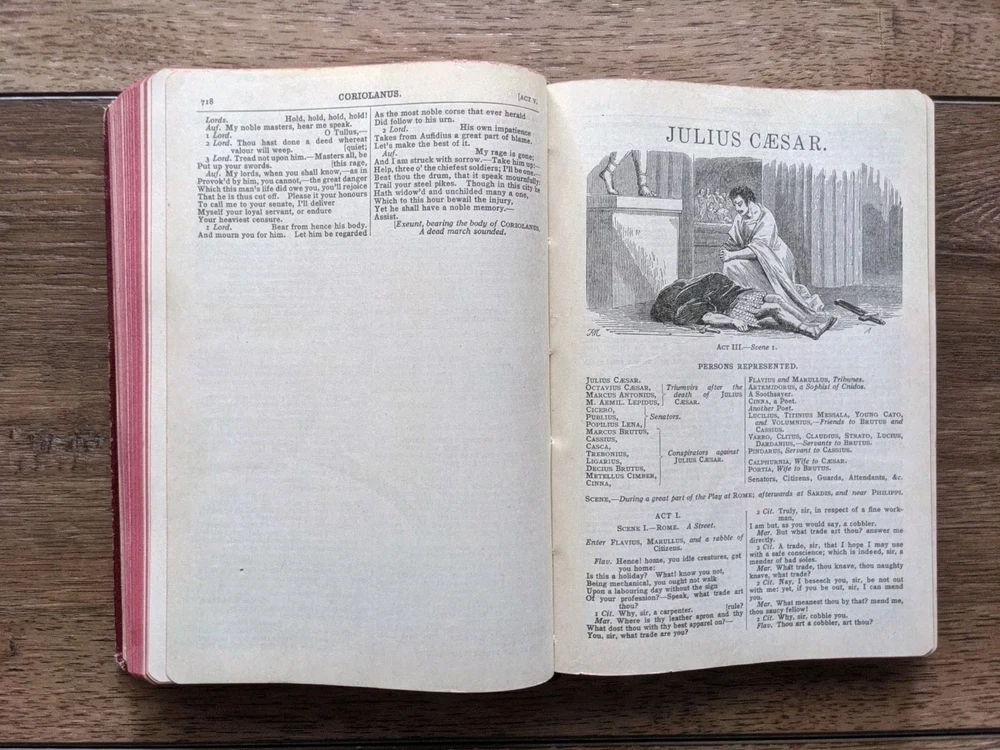 718
CORIOLANUS.
[ACT V.
Lords. Hold, hold, hold, hold!
Auf. My noble masters, hear me speak.
1 Lord. O Tullus,—
2 Lord. Thou hast done a deed whereat
valour will weep. [quiet;
3 Lord. Tread not upon him.—Masters all, be
Put up your swords. [this rage,
Auf. My lords, when you shall know,—as in
Provok'd by him, you cannot,—the great danger
Which this man's life did owe you, you'll rejoice
That he is thus cut off. Please it your honours
To call me to your senate, I'll deliver
Myself your loyal servant, or endure
Your heaviest censure.
1 Lord. Bear from hence his body.
And mourn you for him. Let him be regarded
As the most noble corse that ever herald
Did follow to his urn.
2 Lord. His own impatience
Takes from Aufidius a great part of blame.
Let's make the best of it.
Auf. My rage is gone;
And I am struck with sorrow.—Take him up:—
Help, three o' the chiefest soldiers; I'll be one,—
Beat thou the drum, that it speak mournfully:
Trail your steel pikes. Though in this city he
Hath widow'd and unchilded many a one,
Which to this hour bewail the injury,
Yet he shall have a noble memory.—
Assist.
[Exeunt, bearing the body of CORIOLANUS.
A dead march sounded.
JULIUS CÆSAR.
ACT III.—Scene 1.
PERSONS REPRESENTED.
JULIUS CÆSAR.
OCTAVIUS CÆSAR,
MARCUS ANTONIUS,
M. AEMIL. LEPIDUS,
Triumvirs after the
death of JULIUS
CÆSAR.
CICERO,
PUBLIUS,
POPILIUS LENA,
Senators.
MARCUS BRUTUS,
CASSIUS,
CASCA,
TREBONIUS,
LIGARIUS,
DECIUS BRUTUS,
METELLUS CIMBER,
CINNA,
Conspirators against
JULIUS CÆSAR.
FLAVIUS and MARULLUS, Tribunes.
ARTEMIDORUS, a Sophist of Cnidos.
A Soothsayer.
CINNA, a Poet.
Another Poet.
LUCILIUS, TITINIUS MESSALA, YOUNG CATO,
and VOLUMNIUS,—Friends to BRUTUS and
CASSIUS.
VARRO, CLITUS, CLAUDIUS, STRATO, LUCIUS,
DARDANIUS,—Servants to BRUTUS.
PINDARUS, Servant to CASSIUS.
CALPHURNIA, Wife to CÆSAR.
PORTIA, Wife to BRUTUS.
Senators, Citizens, Guards, Attendants, &c.
SCENE,—During a great part of the Play at ROME; afterwards at SARDIS, and near PHILIPPI.
ACT I.
SCENE I.—ROME. A Street.
Enter FLAVIUS, MARULLUS, and a rabble of
Citizens.
Flav. Hence! home, you idle creatures, get
you home:
Is this a holiday? What! know you not,
Being mechanical, you ought not walk
Upon a labouring day without the sign
Of your profession?—Speak, what trade art
thou? [rule?
1 Cit. Why, sir, a carpenter.
Mar. Where is thy leather apron and thy
What dost thou with thy best apparel on?—
You, sir, what trade are you?
2 Cit. Truly, sir, in respect of a fine work-
man,
I am but, as you would say, a cobbler.
Mar. But what trade art thou? answer me
directly.
2 Cit. A trade, sir, that I hope I may use
with a safe conscience; which is indeed, sir, a
mender of bad soles.
Mar. What trade, thou knave, thou naughty
knave, what trade?
2 Cit. Nay, I beseech you, sir, be not out
with me: yet, if you be out, sir, I can mend
you.
Mar. What meanest thou by that? mend me,
thou saucy fellow!
2 Cit. Why, sir, cobble you.
Flav. Thou art a cobbler, art thou?